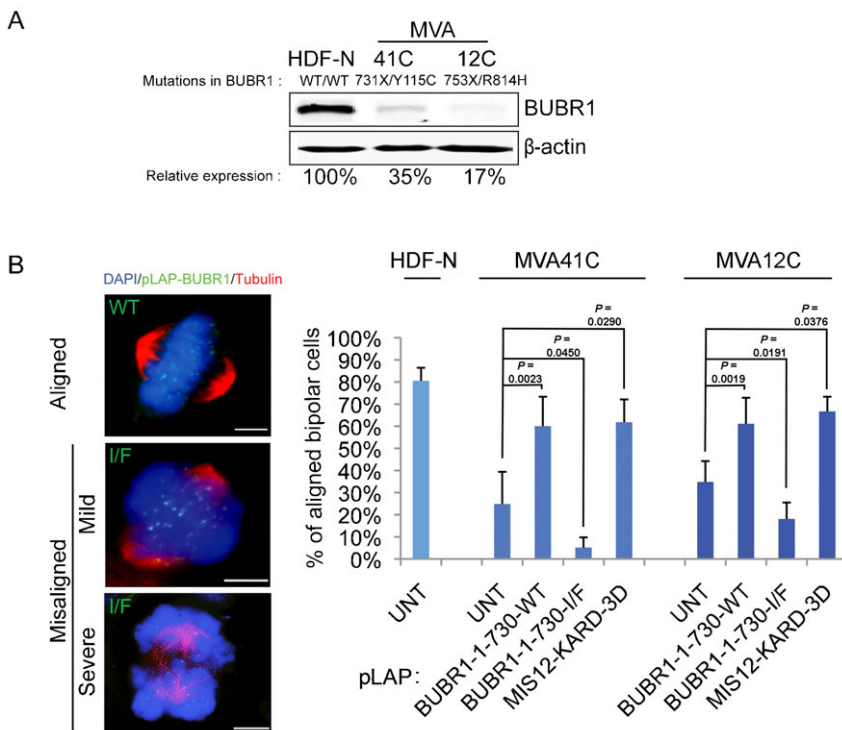 A
MVA
HDF-N 41C 12C
Mutations in BUBR1 : WT/WT 731X/Y115C 753X/R814H
BUBR1
β-actin
Relative expression : 100% 35% 17%
B
DAPI/pLAP-BUBR1/Tubulin
WT
Aligned
I/F
Mild
Misaligned
I/F
Severe
HDF-N MVA41C MVA12C
P = 0.0290
P = 0.0450
P = 0.0023
P = 0.0376
P = 0.0191
P = 0.0019
% of aligned bipolar cells
100%
90%
80%
70%
60%
50%
40%
30%
20%
10%
0%
pLAP:
UNT
UNT
BUBR1-1-730-WT
BUBR1-1-730-I/F
MIS12-KARD-3D
UNT
BUBR1-1-730-WT
BUBR1-1-730-I/F
MIS12-KARD-3D